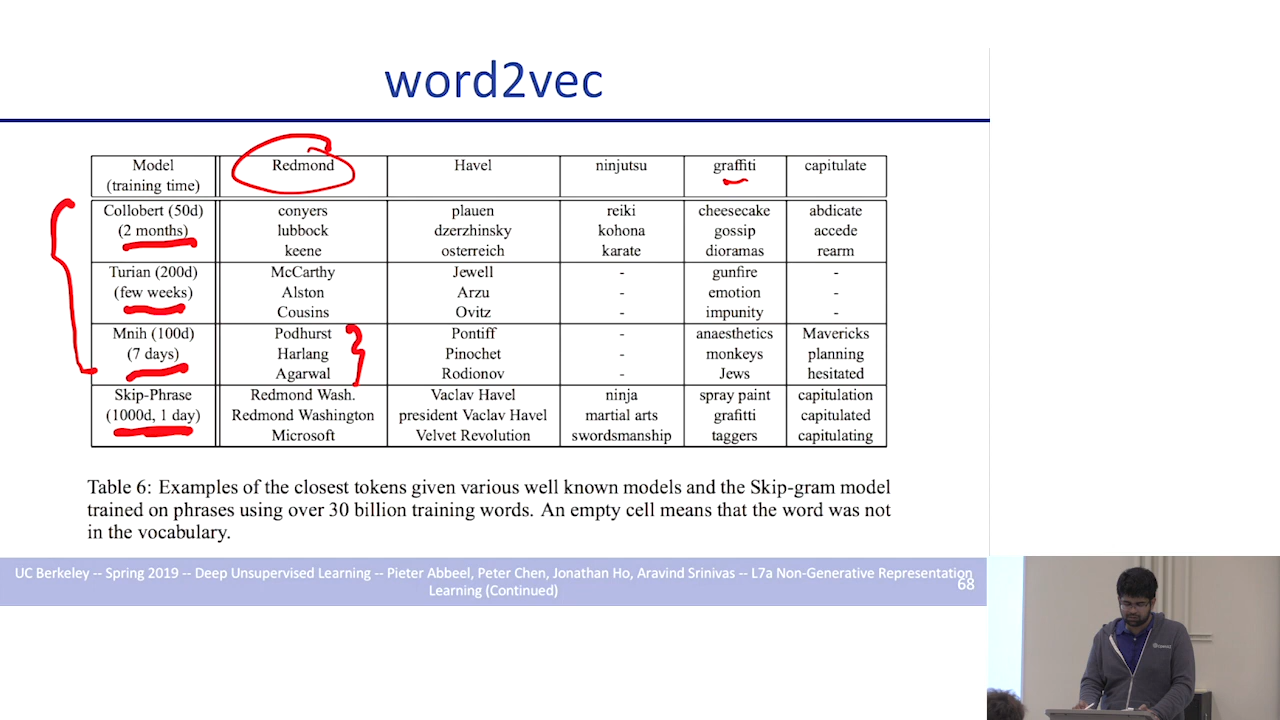 word2vec
Model Redmond Havel ninjutsu graffiti capitulate
(training time)
Collobert (50d) conyers plauen reiki cheesecake abdicate
(2 months) lubbock dzerzhinsky kohona gossip accede
keene osterreich karate dioramas rearm
Turian (200d) McCarthy Jewell - gunfire -
(few weeks) Alston Arzu - emotion -
Cousins Ovitz - impunity -
Mnih (100d) Podhurst Pontiff - anaesthetics Mavericks
(7 days) Harlang Pinochet - monkeys planning
Agarwal Rodionov - Jews hesitated
Skip-Phrase Redmond Wash. Vaclav Havel ninja spray paint capitulation
(1000d, 1 day) Redmond Washington president Vaclav Havel martial arts grafitti capitulated
Microsoft Velvet Revolution swordsmanship taggers capitulating
Table 6: Examples of the closest tokens given various well known models and the Skip-gram model
trained on phrases using over 30 billion training words. An empty cell means that the word was not
in the vocabulary.
UC Berkeley -- Spring 2019 -- Deep Unsupervised Learning -- Pieter Abbeel, Peter Chen, Jonathan Ho, Aravind Srinivas -- L7a Non-Generative Representation
Learning (Continued)
68